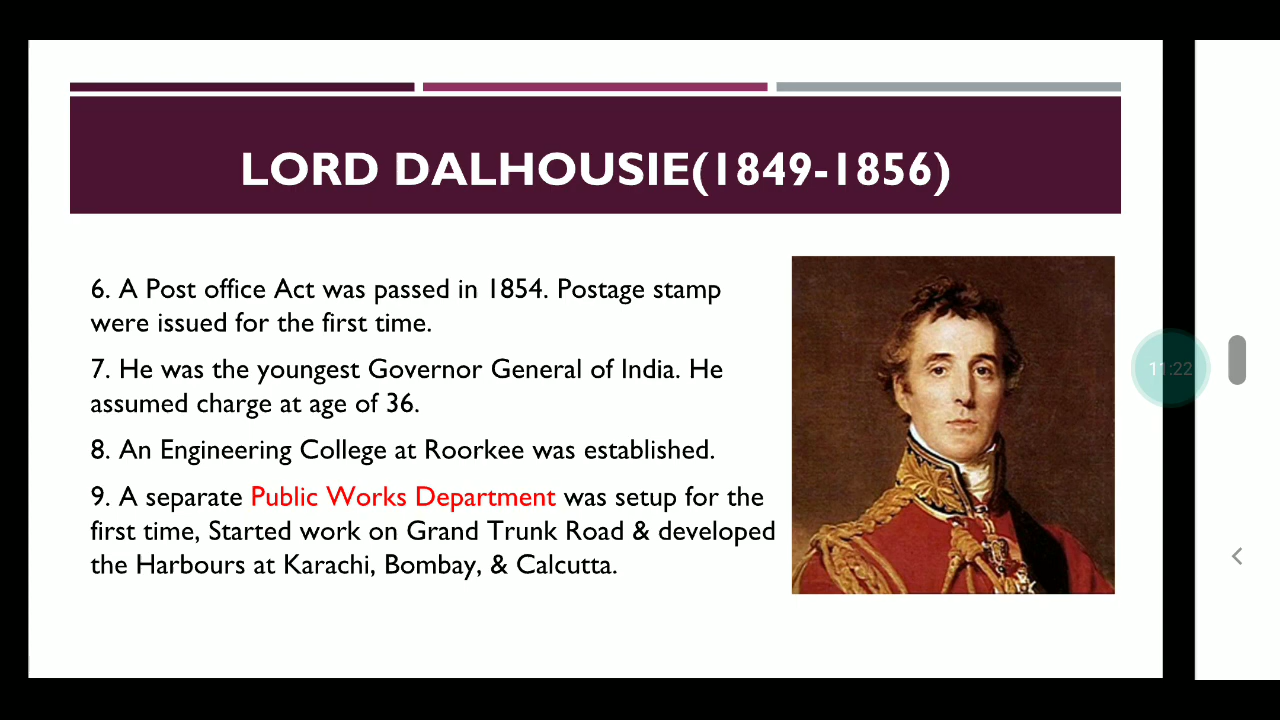 LORD DALHOUSIE(1849-1856)
6. A Post office Act was passed in 1854. Postage stamp
were issued for the first time.
7. He was the youngest Governor General of India. He
assumed charge at age of 36.
8. An Engineering College at Roorkee was established.
9. A separate Public Works Department was setup for the
first time, Started work on Grand Trunk Road & developed
the Harbours at Karachi, Bombay, & Calcutta.
11:22